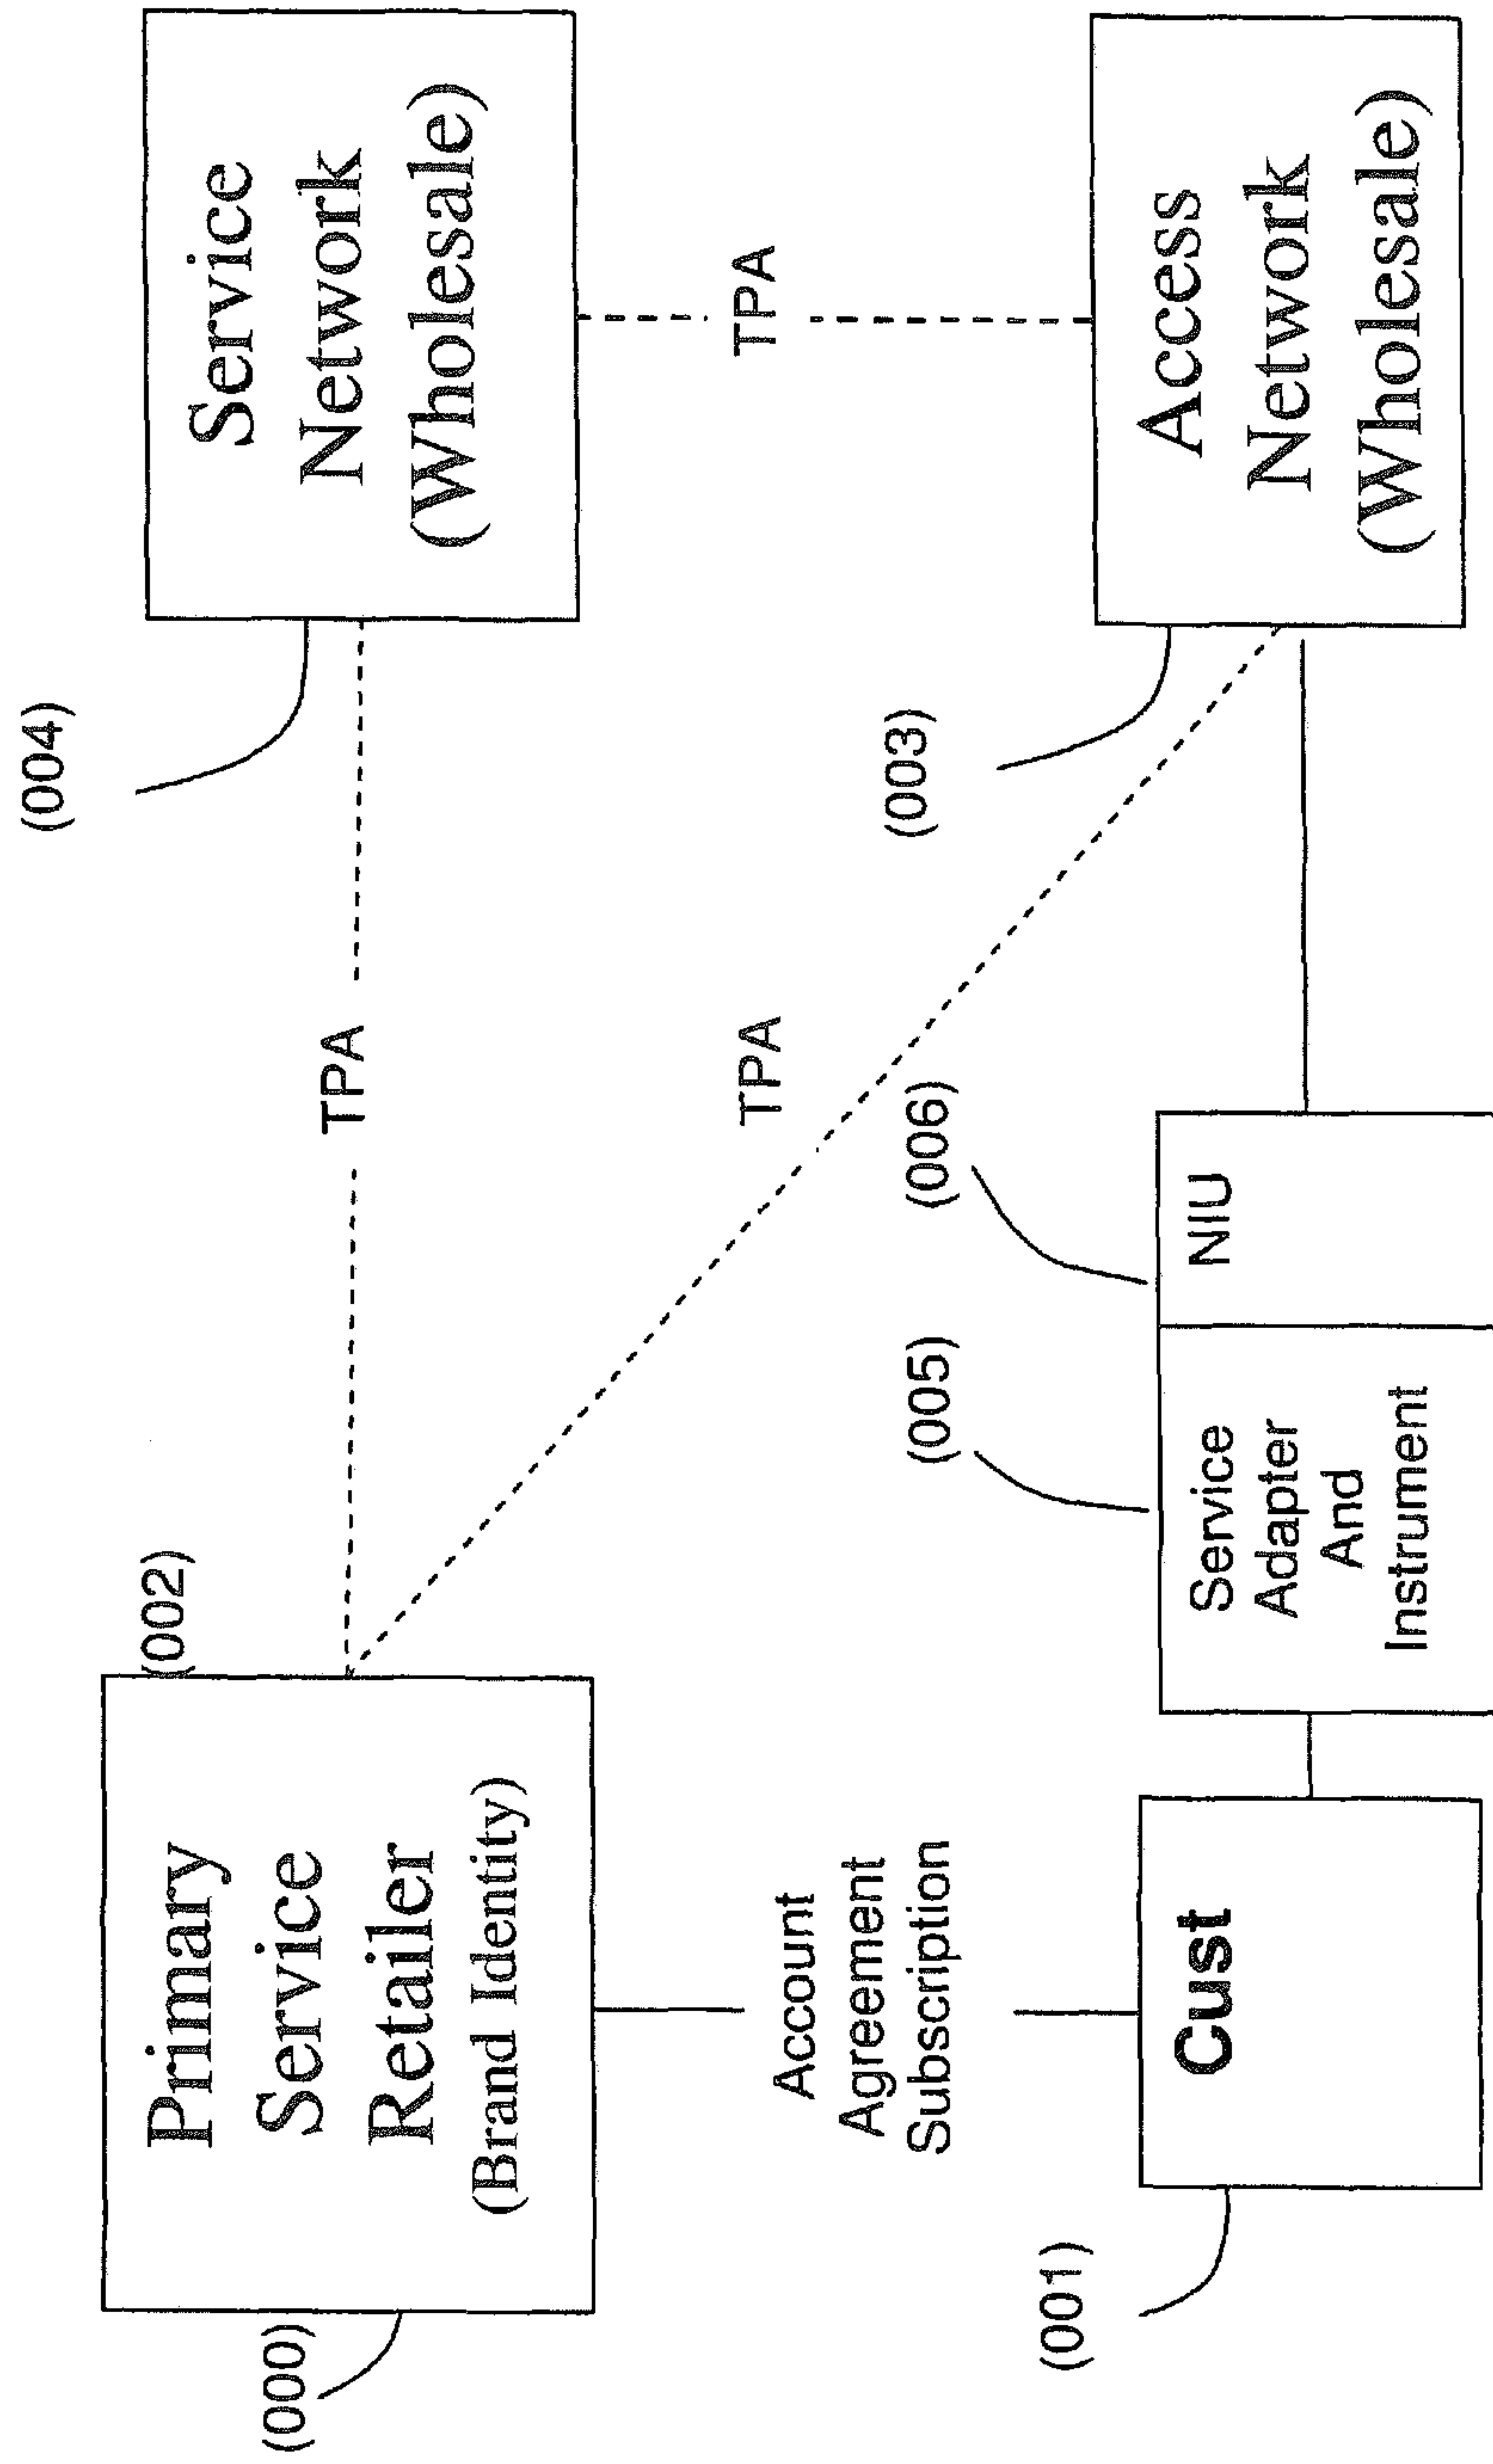 (002)
(004)
(000)
Primary
Service
Retailer
(Brand Identity)
TPA
Service
Network
(Wholesale)
Account
Agreement
Subscription
TPA
TPA
(003)
(005)
(006)
(001)
Cust
Service
Adapter
And
Instrument
NIU
Access
Network
(Wholesale)